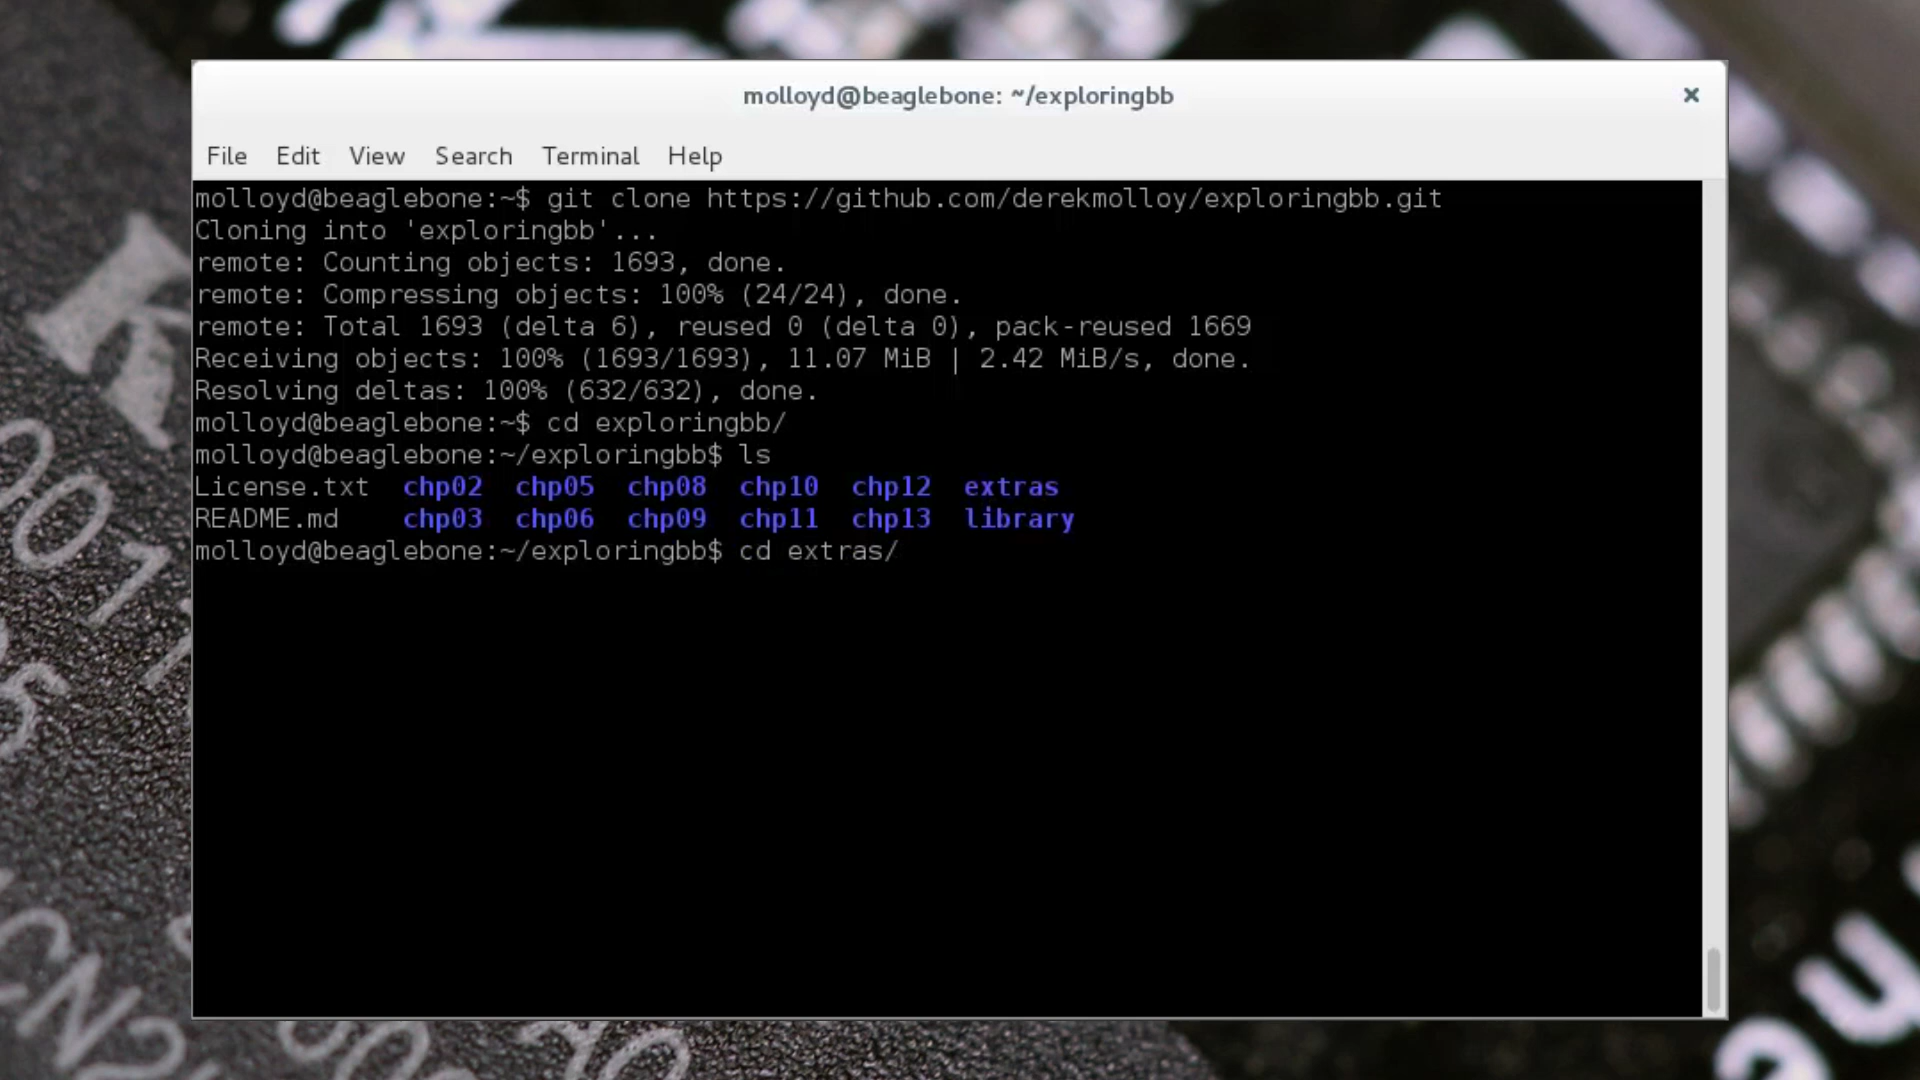 molloyd@beaglebone: ~/exploringbb
×
File Edit View Search Terminal Help
molloyd@beaglebone:~$ git clone https://github.com/derekmolloy/exploringbb.git
Cloning into 'exploringbb'...
remote: Counting objects: 1693, done.
remote: Compressing objects: 100% (24/24), done.
remote: Total 1693 (delta 6), reused 0 (delta 0), pack-reused 1669
Receiving objects: 100% (1693/1693), 11.07 MiB | 2.42 MiB/s, done.
Resolving deltas: 100% (632/632), done.
molloyd@beaglebone:~$ cd exploringbb/
molloyd@beaglebone:~/exploringbb$ ls
License.txt chp02 chp05 chp08 chp10 chp12 extras
README.md chp03 chp06 chp09 chp11 chp13 library
molloyd@beaglebone:~/exploringbb$ cd extras/